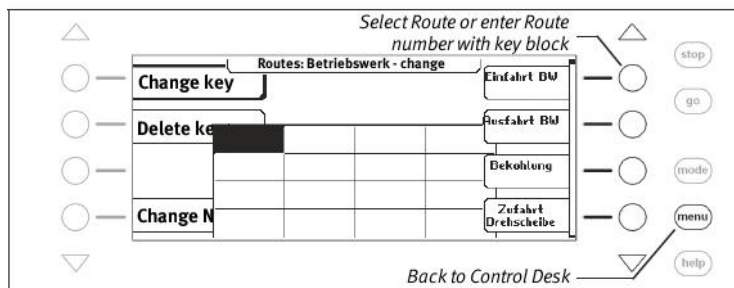 Select Route or enter Route
number with key block
Routes: Betriebswerk - change
Change key
Einfahrt BW
stop
go
Delete ke
Ausfahrt BW
Bekohlung
mode
Change N
Zufahrt
Drehscheibe
menu
Back to Control Desk
help